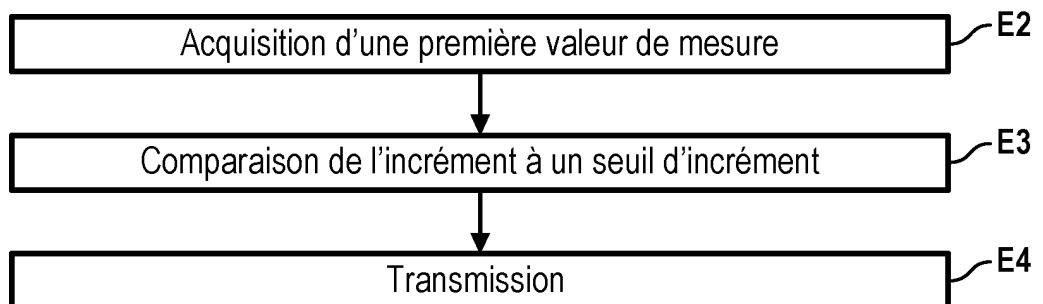 Acquisition d’une première valeur de mesure
E2
Comparaison de l’incrément à un seuil d’incrément
E3
Transmission
E4